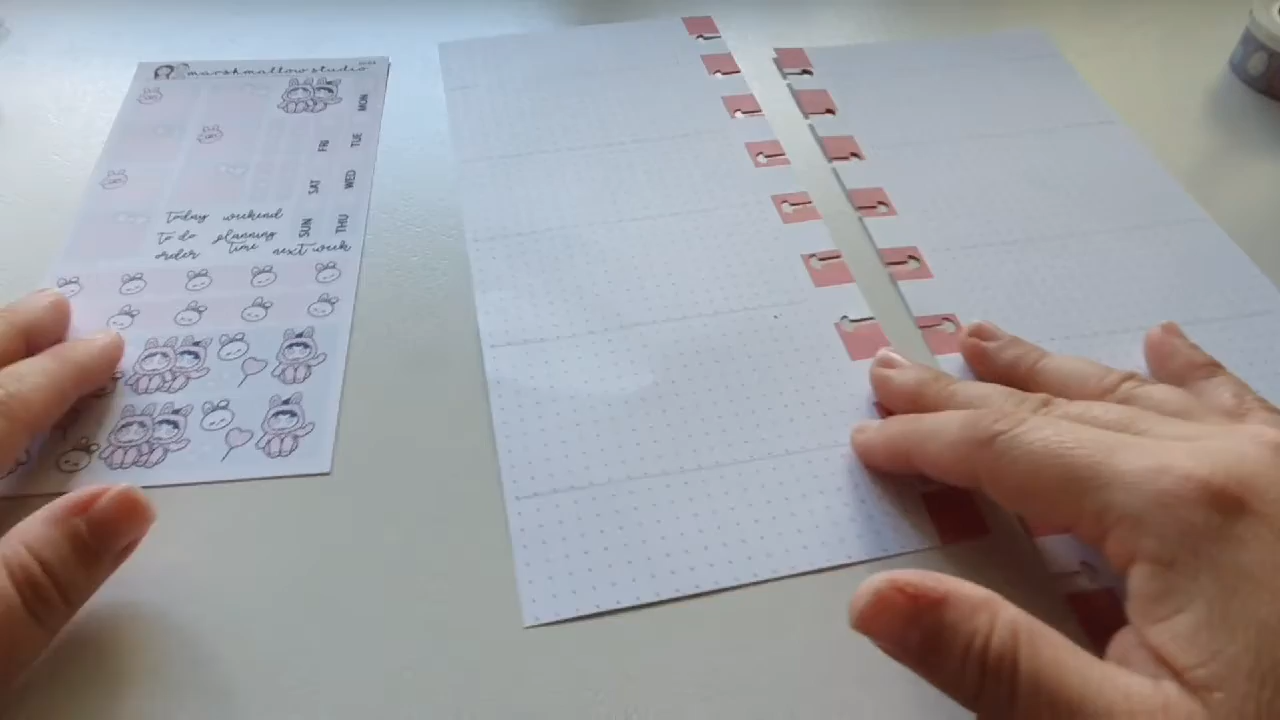 marshmallow studio
MON
TUE
WED
THU
FRI
SAT
SUN
today weekend
to do planning
order time next week